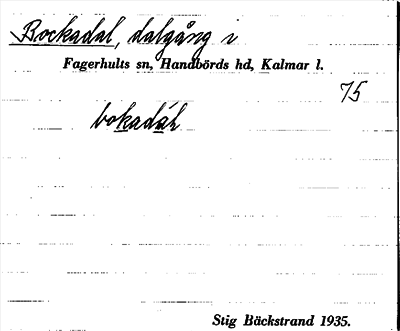 Bockadal, dalgång i
Fagerhults sn, Handbörds hd, Kalmar l.
75
bokadál
Stig Bäckstrand 1935.